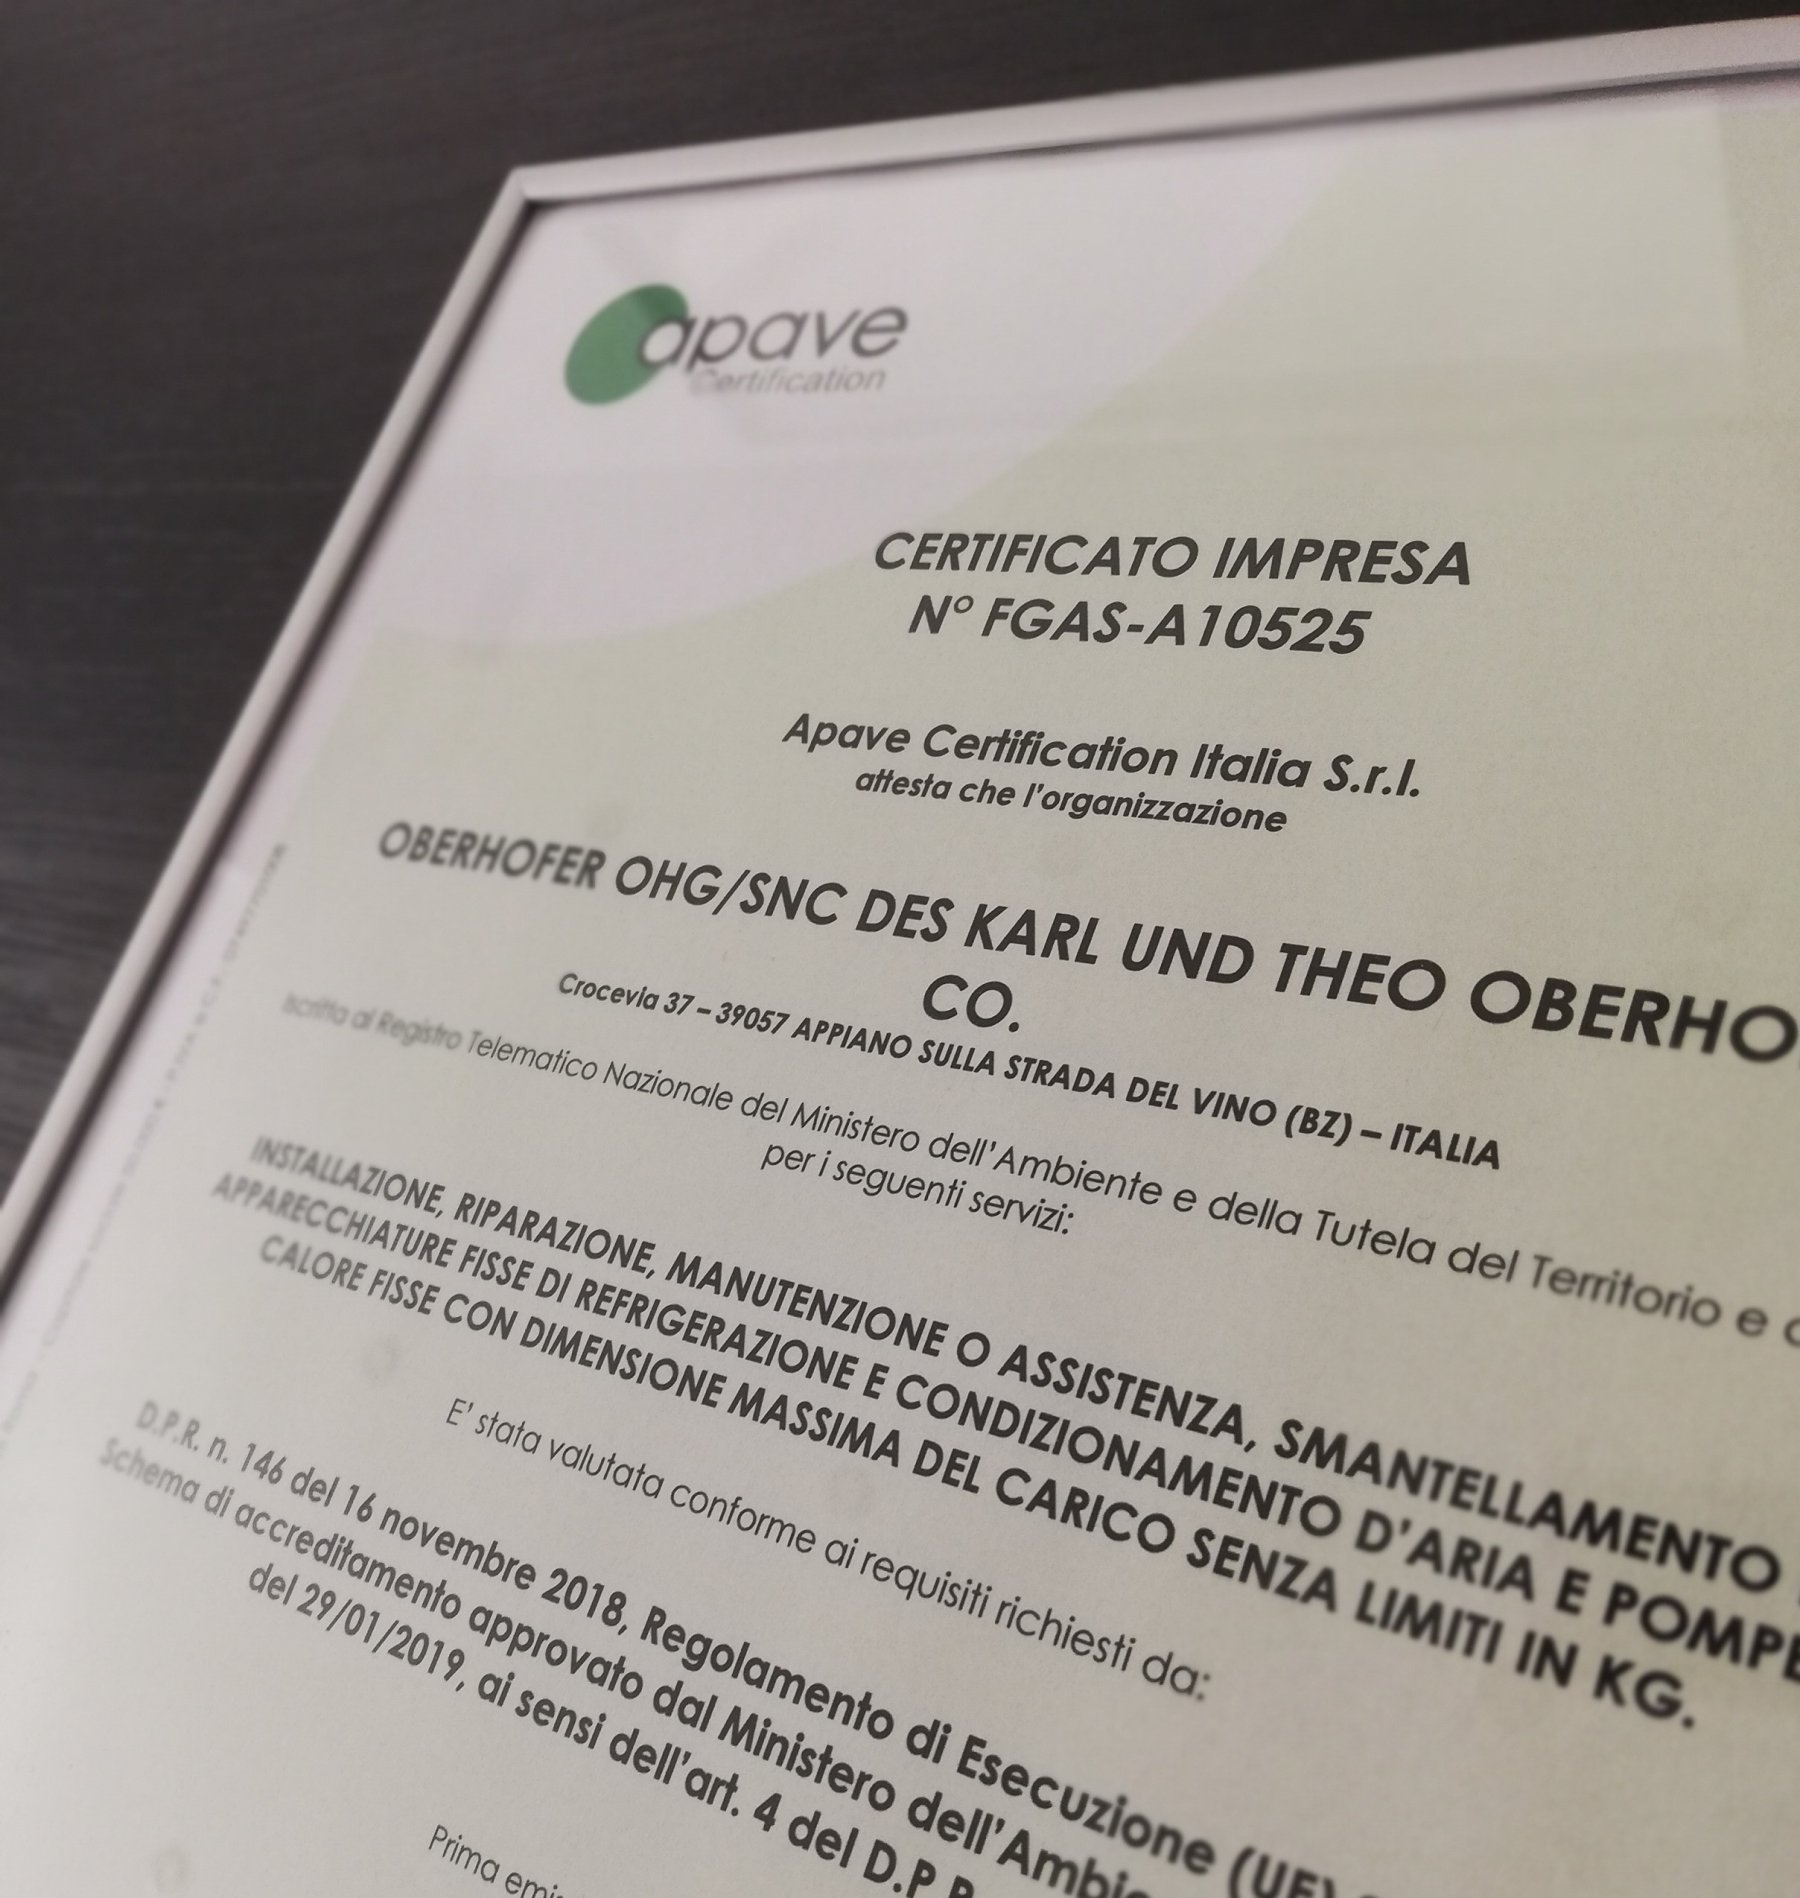 apave
Certification
CERTIFICATO IMPRESA
N° FGAS-A10525
Apave Certification Italia S.r.l.
attesta che l'organizzazione
OBERHOFER OHG/SNC DES KARL UND THEO OBERHO
CO.
Crocevia 37 – 39057 APPIANO SULLA STRADA DEL VINO (BZ) – ITALIA
Iscritta al Registro Telematico Nazionale del Ministero dell'Ambiente e della Tutela del Territorio e
per i seguenti servizi:
INSTALLAZIONE, RIPARAZIONE, MANUTENZIONE O ASSISTENZA, SMANTELLAMENTO
APPARECCHIATURE FISSE DI REFRIGERAZIONE E CONDIZIONAMENTO D'ARIA E POMPE
CALORE FISSE CON DIMENSIONE MASSIMA DEL CARICO SENZA LIMITI IN KG.
E' stata valutata conforme ai requisiti richiesti da:
D.P.R. n. 146 del 16 novembre 2018, Regolamento di Esecuzione (UE)
Schema di accreditamento approvato dal Ministero dell'Ambie
del 29/01/2019, ai sensi dell'art. 4 del D.P.R.
Prima emis